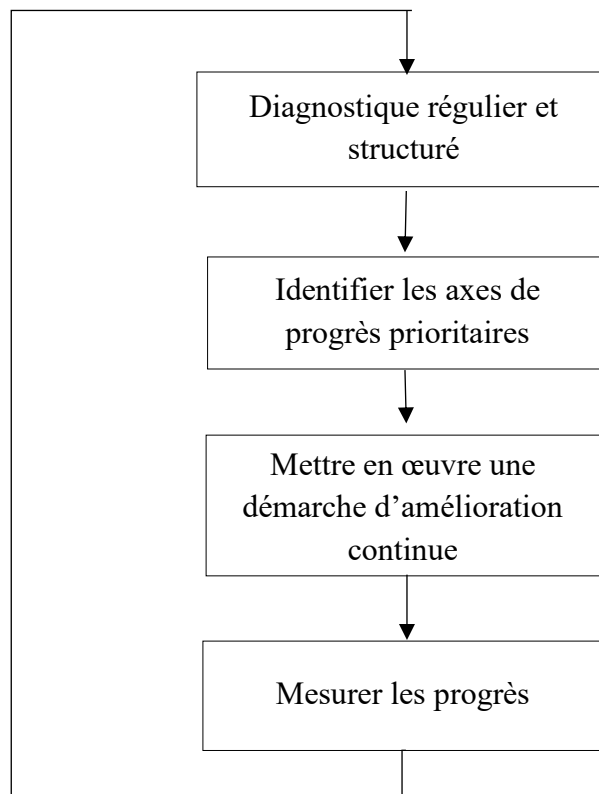 Diagnostique régulier et
structuré
Identifier les axes de
progrès prioritaires
Mettre en œuvre une
démarche d’amélioration
continue
Mesurer les progrès